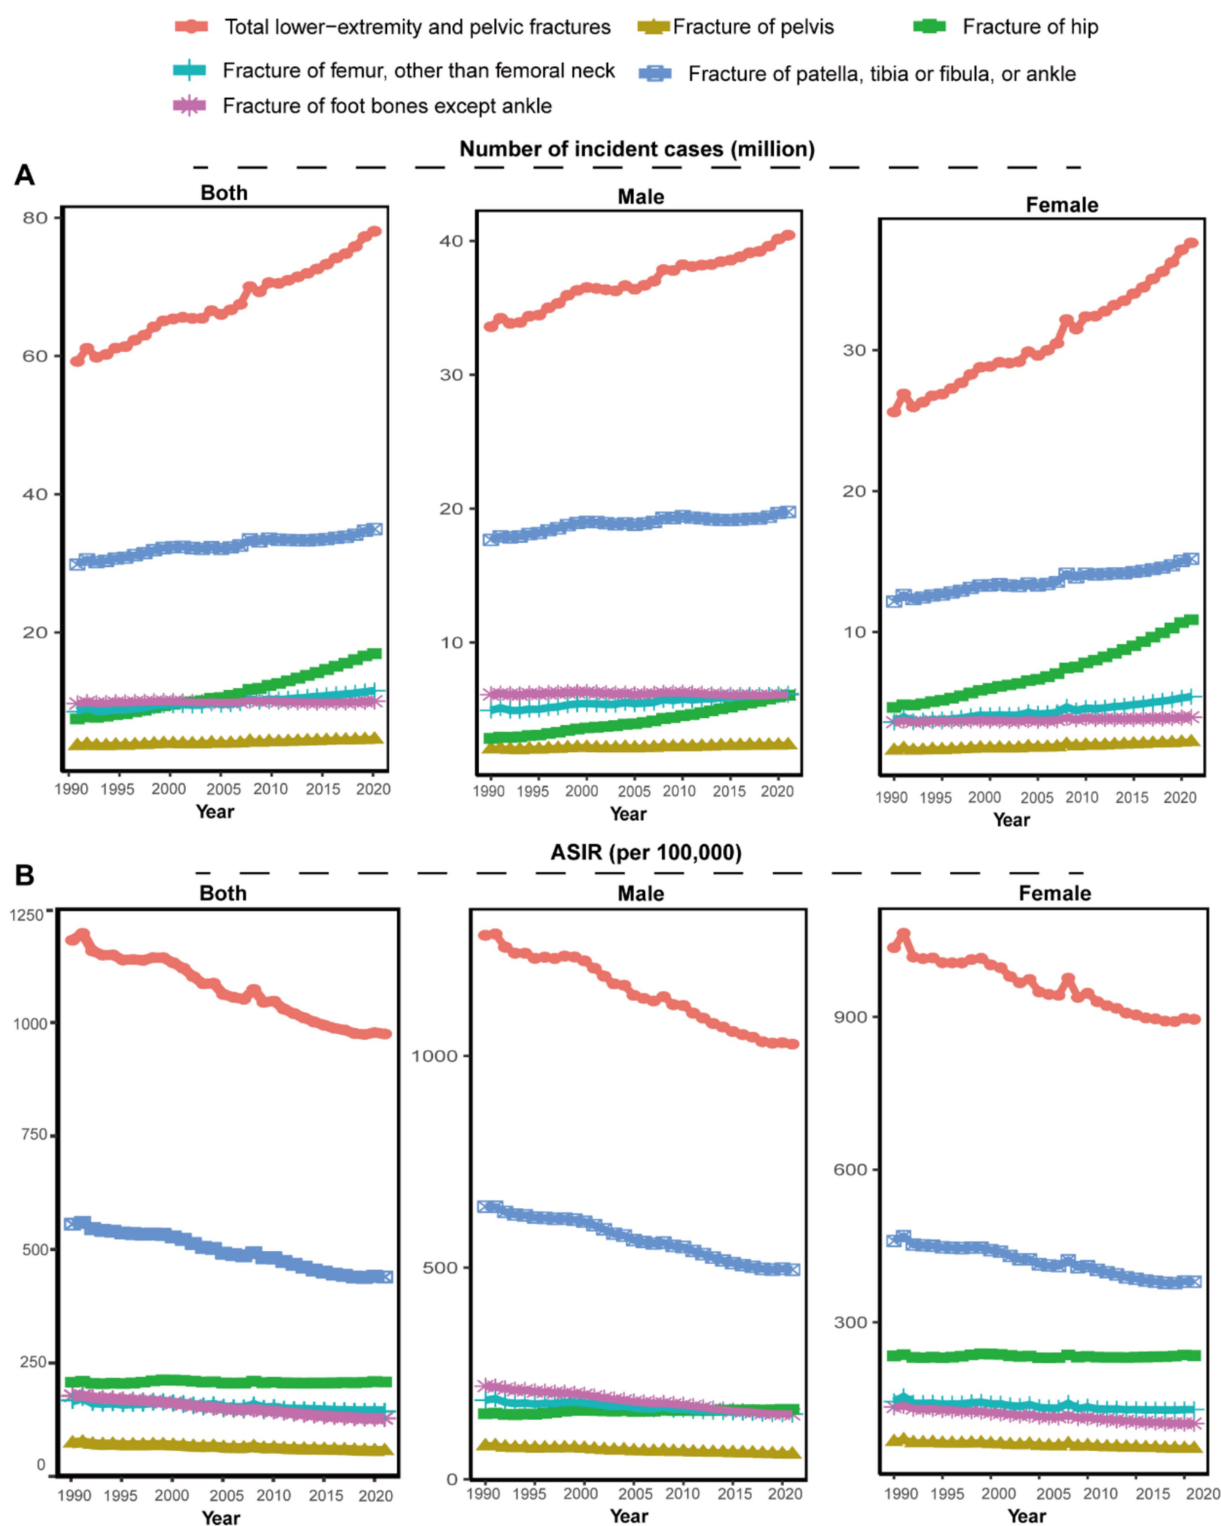 Total lower−extremity and pelvic fractures Fracture of pelvis Fracture of hip
Fracture of femur, other than femoral neck Fracture of patella, tibia or fibula, or ankle
Fracture of foot bones except ankle
Number of incident cases (million)
A
Both Male Female
80
60
40
20
1990 1995 2000 2005 2010 2015 2020
Year
40
30
20
10
1990 1995 2000 2005 2010 2015 2020
Year
30
20
10
1990 1995 2000 2005 2010 2015 2020
Year
ASIR (per 100,000)
B
Both Male Female
1250
1000
750
500
250
0
1990 1995 2000 2005 2010 2015 2020
Year
1000
500
0
1990 1995 2000 2005 2010 2015 2020
Year
900
600
300
1990 1995 2000 2005 2010 2015 2020
Year